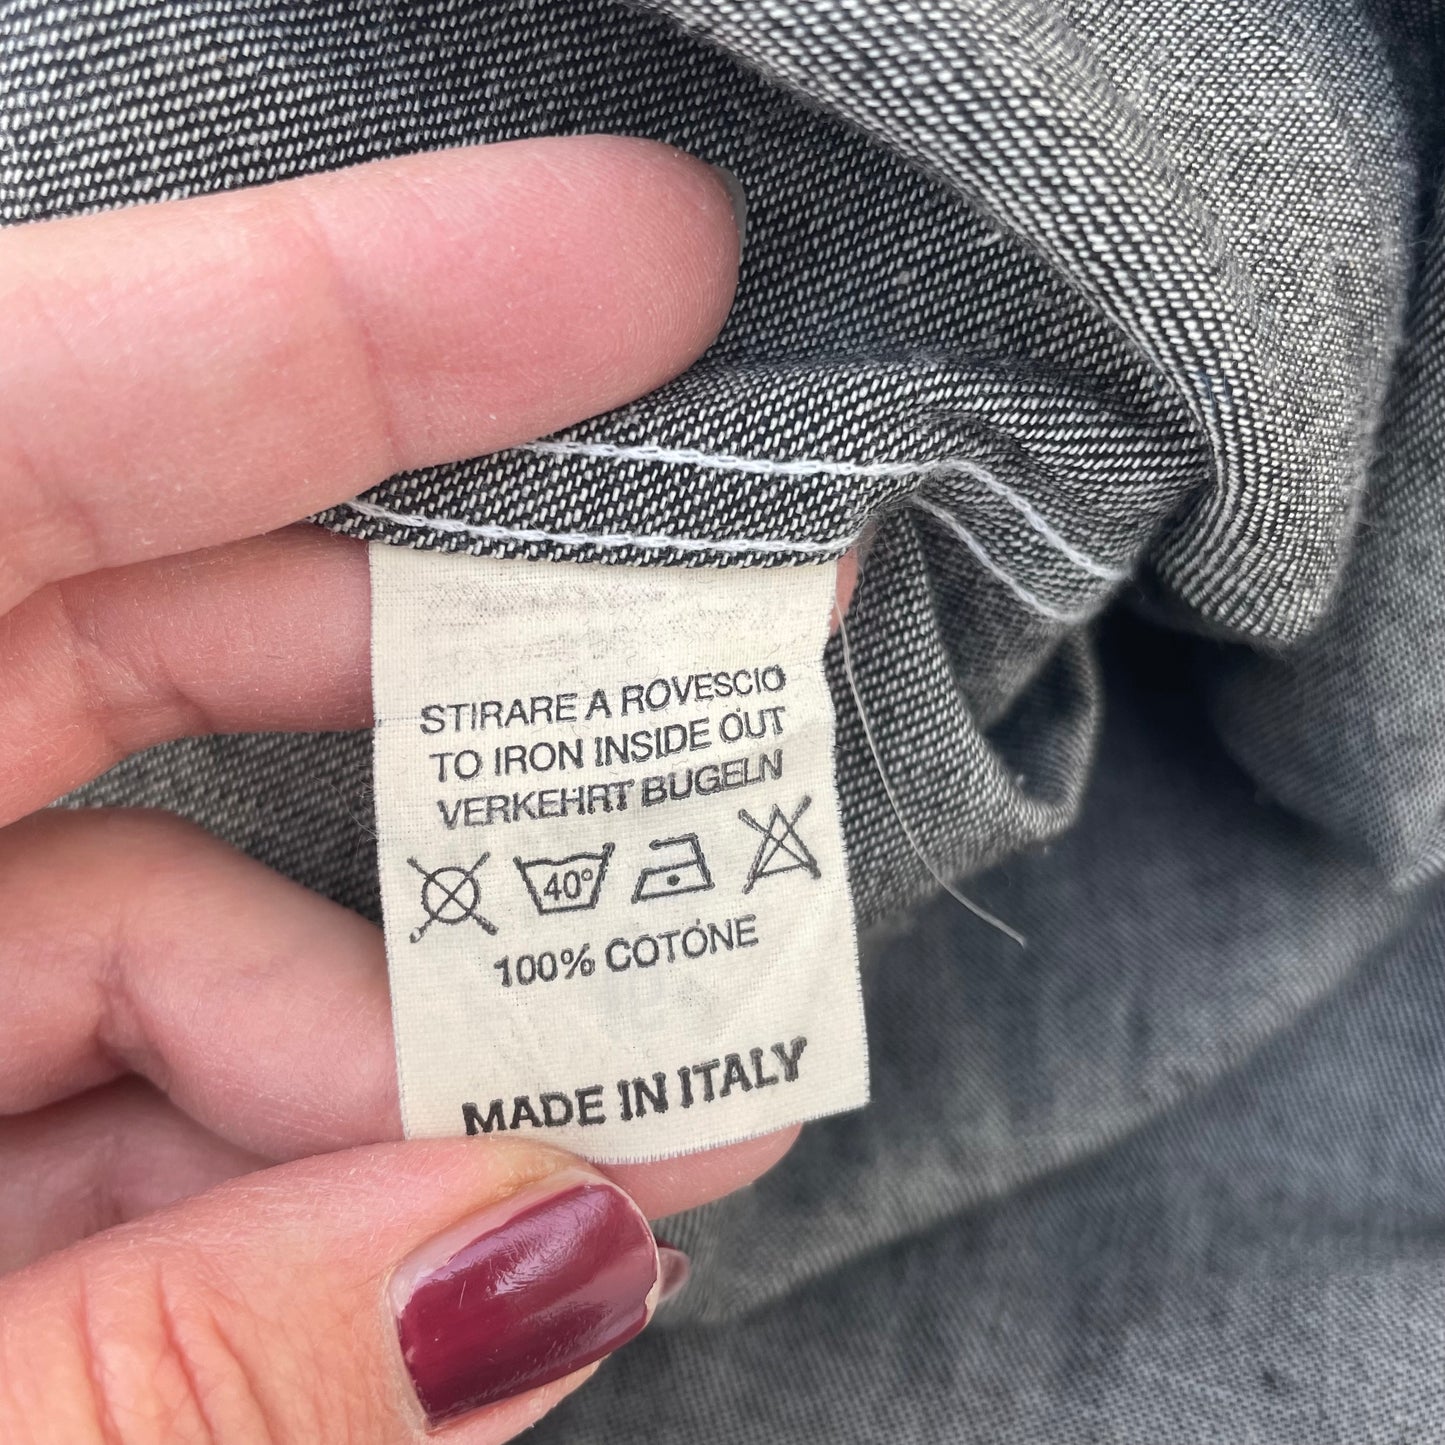 STIRARE A ROVESCIO
TO IRON INSIDE OUT
VERKEHRT BUGELN
40°
100% COTONE
MADE IN ITALY